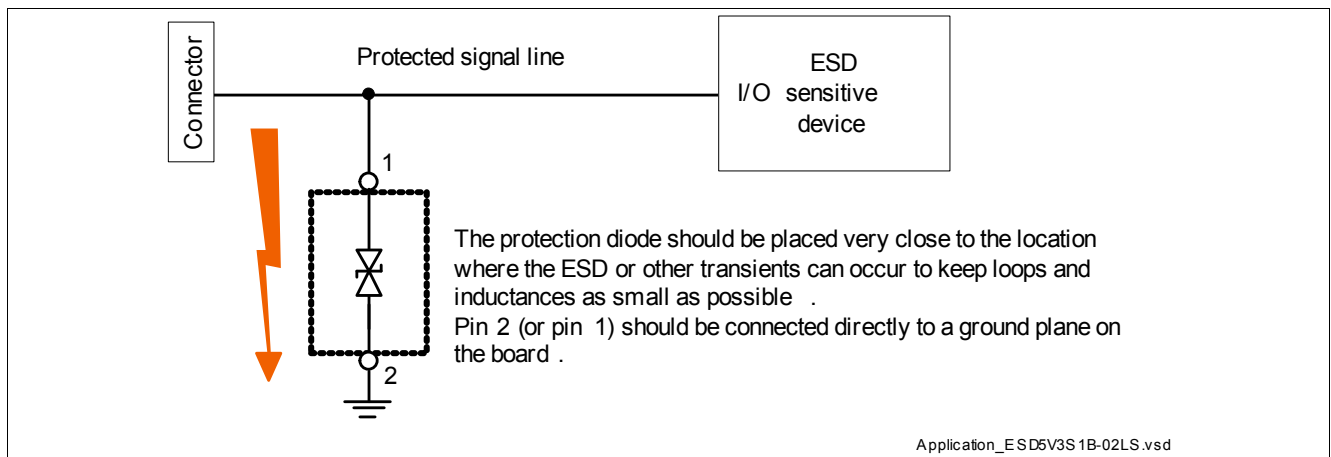 Connector
Protected signal line
ESD
I/O sensitive
device
1
The protection diode should be placed very close to the location
where the ESD or other transients can occur to keep loops and
inductances as small as possible .
Pin 2 (or pin 1) should be connected directly to a ground plane on
the board .
2
Application_ESD5V3S1B-02LS.vsd